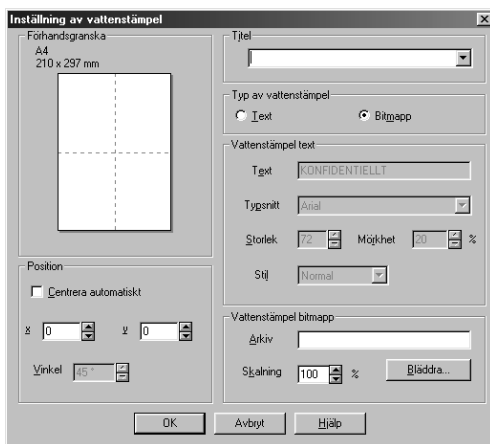 Inställning av vattenstämpel
Förhandsgranska
A4
210 x 297 mm
Position
Centrera automatiskt
x 0 y 0
Vinkel 45 °
Titel
Typ av vattenstämpel
Text Bitmapp
Vattenstämpel text
Text KONFIDENTIELLT
Typsnitt Arial
Storlek 72 Mörkhet 20 %
Stil Normal
Vattenstämpel bitmapp
Arkiv
Skalning 100 % Bläddra...
OK Avbryt Hjälp